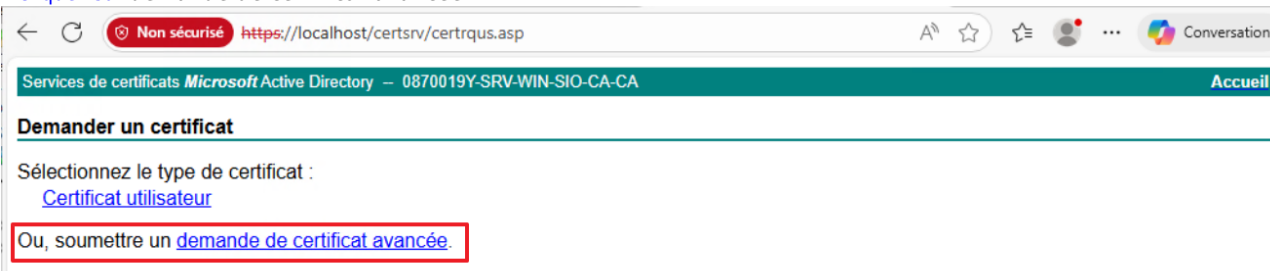 Non sécurisé https://localhost/certsrv/certrqus.asp Conversation
Services de certificats Microsoft Active Directory -- 0870019Y-SRV-WIN-SIO-CA-CA Accueil
Demander un certificat
Sélectionnez le type de certificat :
Certificat utilisateur
Ou, soumettre un demande de certificat avancée.